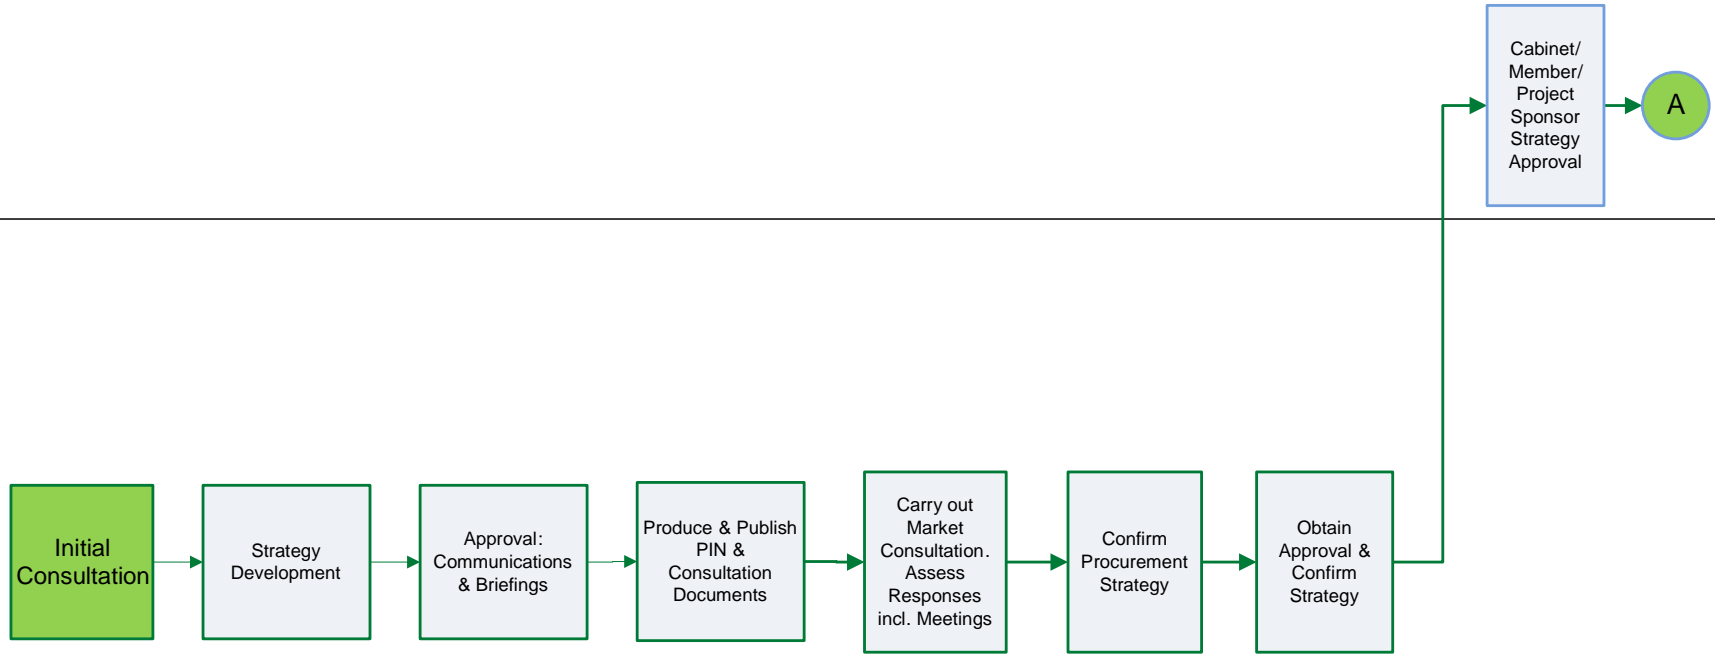 Cabinet/
Member/
Project
Sponsor
Strategy
Approval
A
Initial
Consultation
Strategy
Development
Approval:
Communications
& Briefings
Produce & Publish
PIN &
Consultation
Documents
Carry out
Market
Consultation.
Assess
Responses
incl. Meetings
Confirm
Procurement
Strategy
Obtain
Approval &
Confirm
Strategy